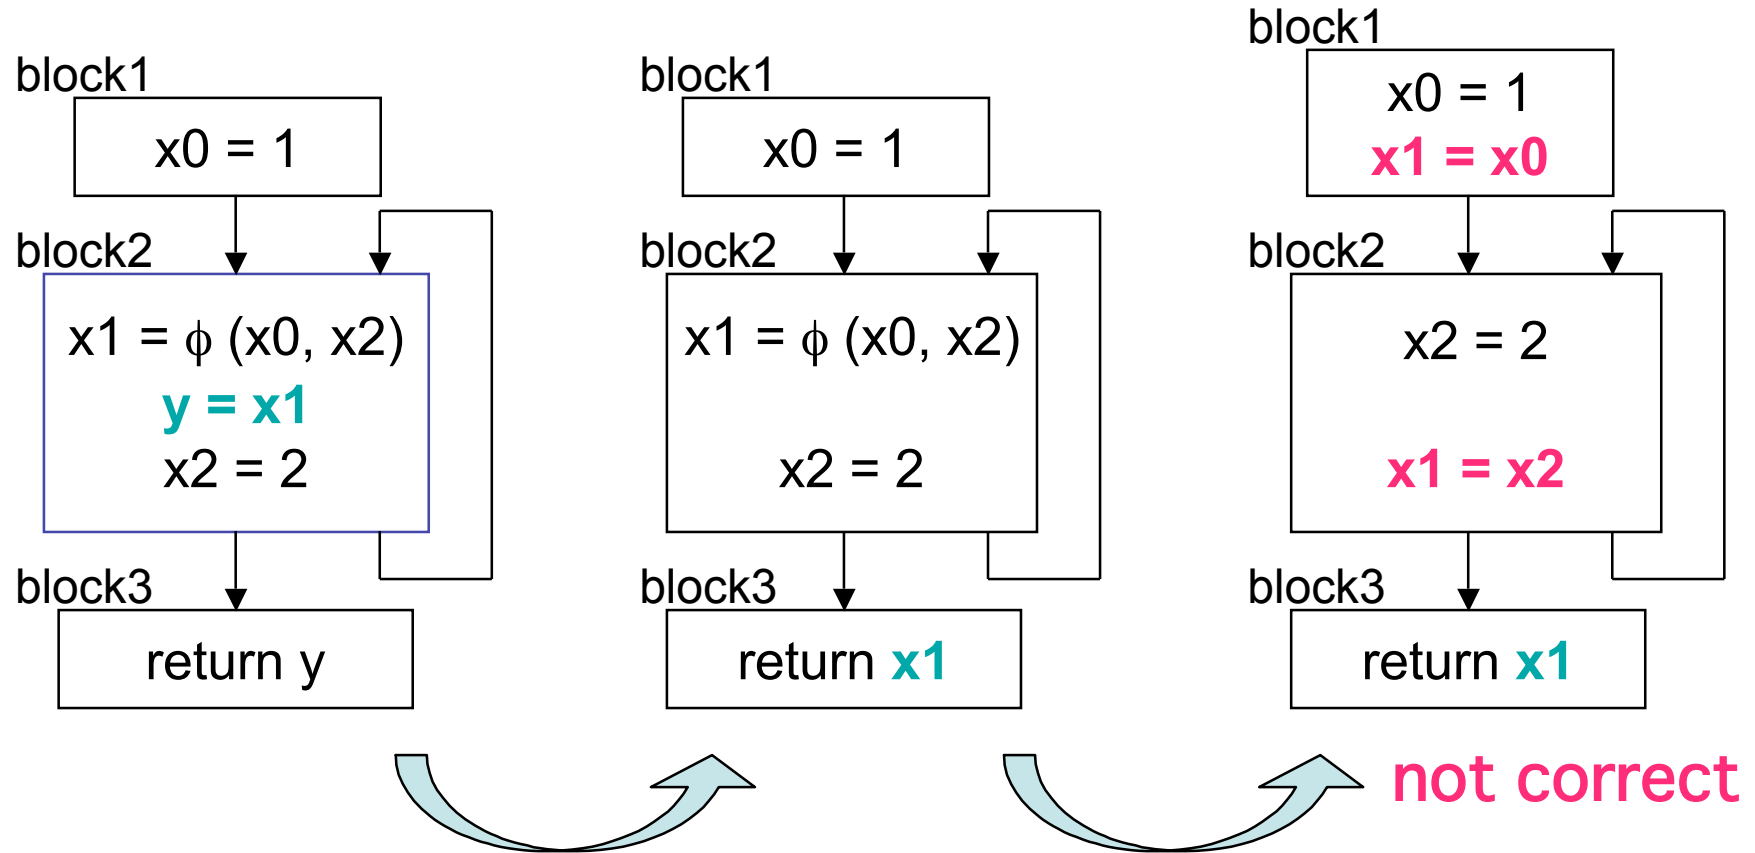 block1
x0 = 1
block2
x1 = ϕ (x0, x2)
y = x1
x2 = 2
block3
return y
block1
x0 = 1
block2
x1 = ϕ (x0, x2)
x2 = 2
block3
return x1
block1
x0 = 1
x1 = x0
block2
x2 = 2
x1 = x2
block3
return x1
not correct